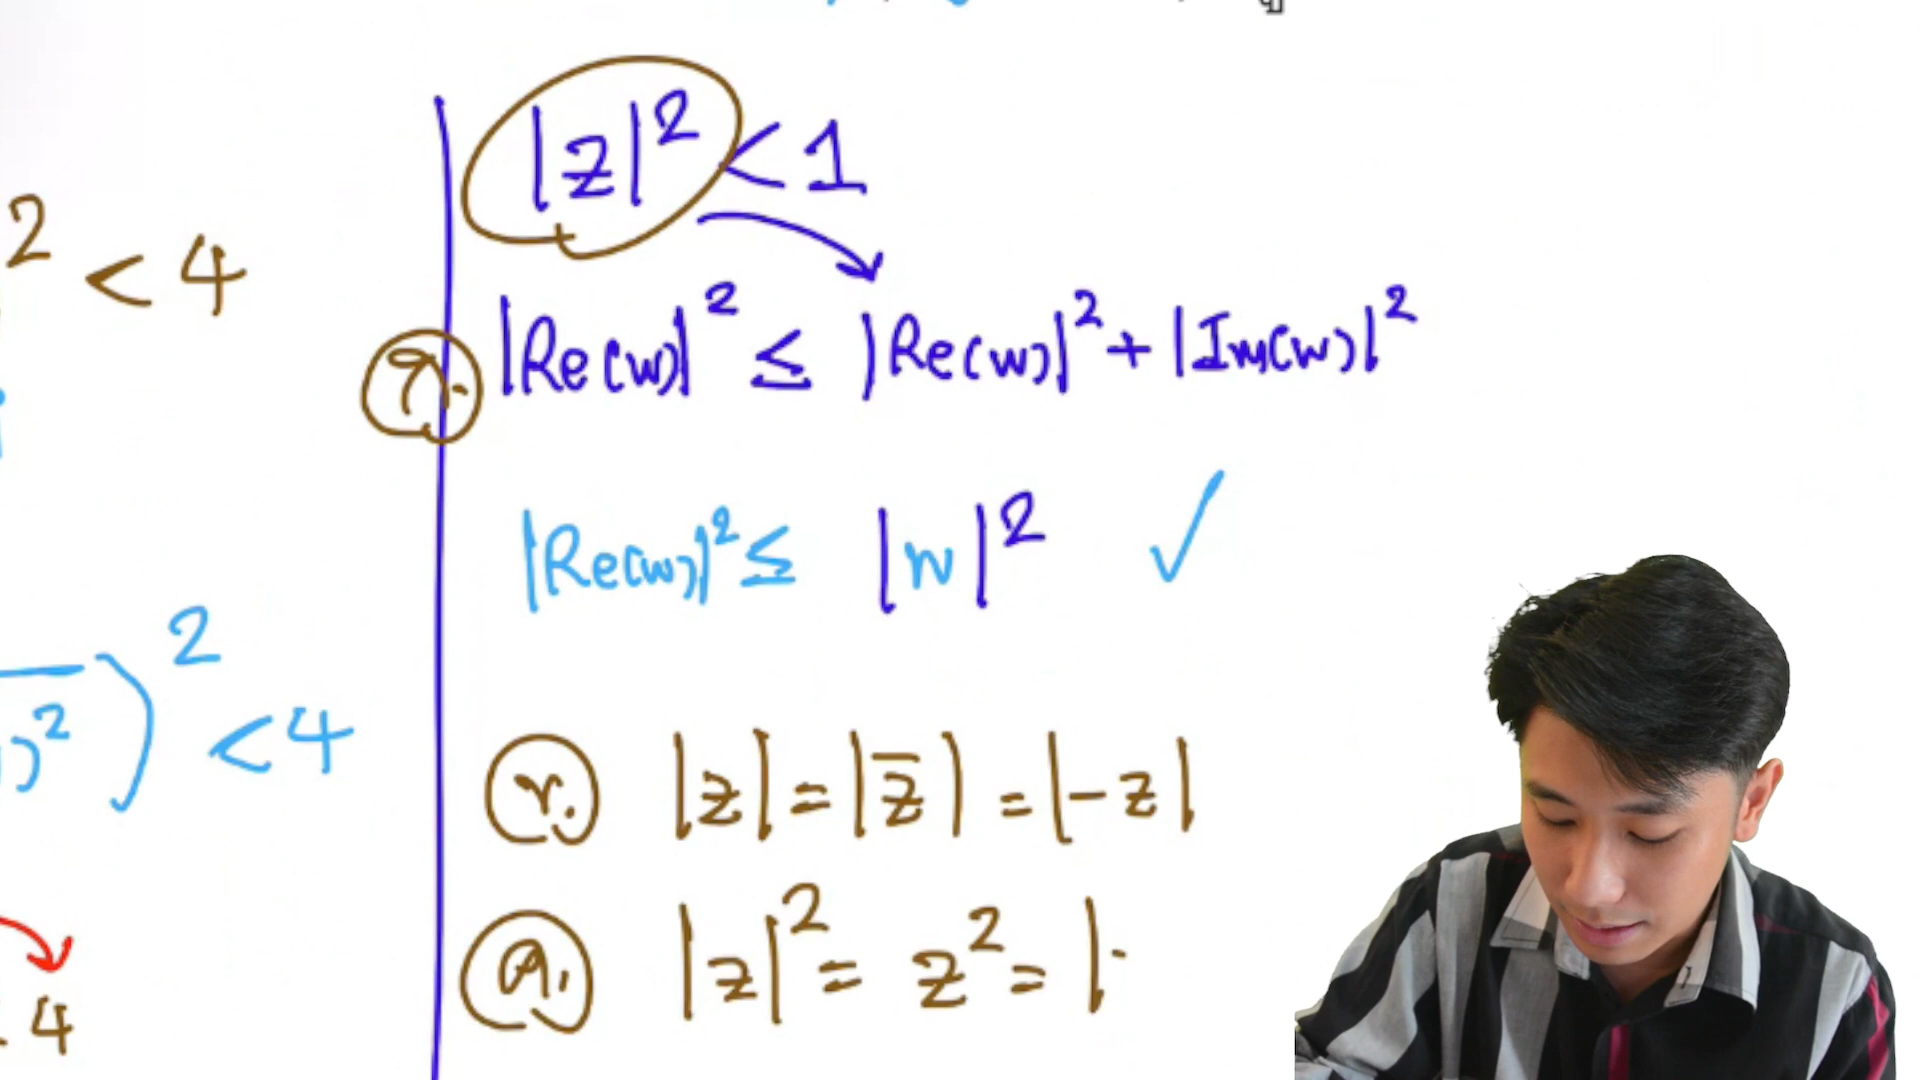 |z|² < 1
² < 4
ก. |Re(w)|² ≤ |Re(w)|² + |Im(w)|²
|Re(w)|² ≤ |w|² ✓
)²)² < 4
ข. |z| = |z̅| = |-z|
ค. |z|² = z² = |
4